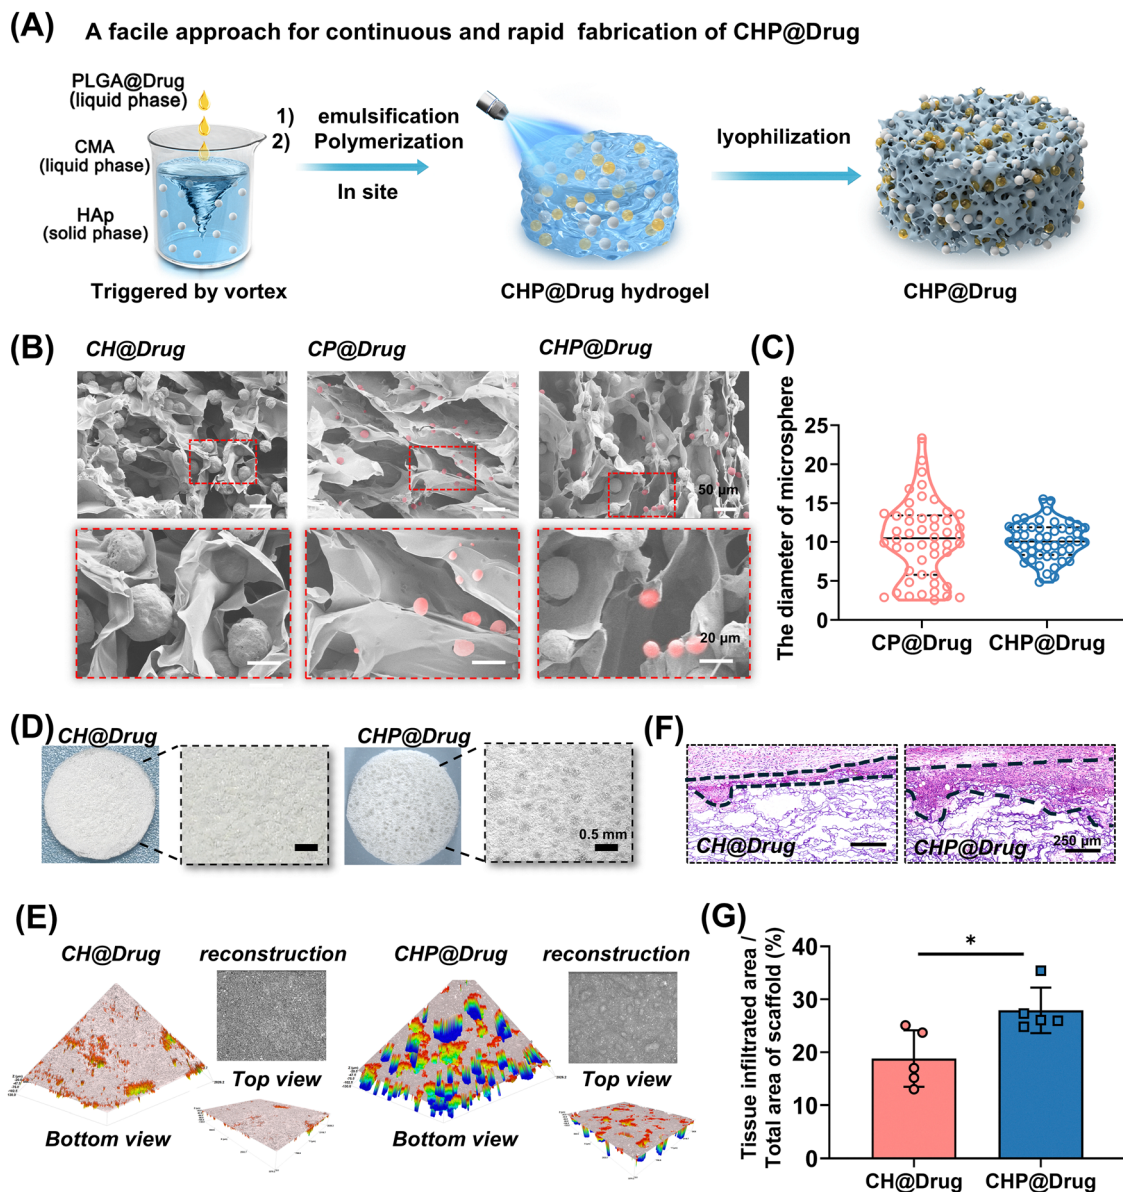 (A)
A facile approach for continuous and rapid fabrication of CHP@Drug
PLGA@Drug
(liquid phase)
CMA
(liquid phase)
HAp
(solid phase)
Triggered by vortex
1) emulsification
2) Polymerization
In site
CHP@Drug hydrogel
lyophilization
CHP@Drug
(B)
CH@Drug
CP@Drug
CHP@Drug
50 μm
20 μm
(C)
The diameter of microsphere
25
20
15
10
5
0
CP@Drug
CHP@Drug
(D)
CH@Drug
CHP@Drug
0.5 mm
(F)
CH@Drug
CHP@Drug
250 μm
(E)
CH@Drug
reconstruction
Top view
Bottom view
CHP@Drug
reconstruction
Top view
Bottom view
(G)
Tissue infiltrated area /
Total area of scaffold (%)
40
30
20
10
0
*
CH@Drug
CHP@Drug